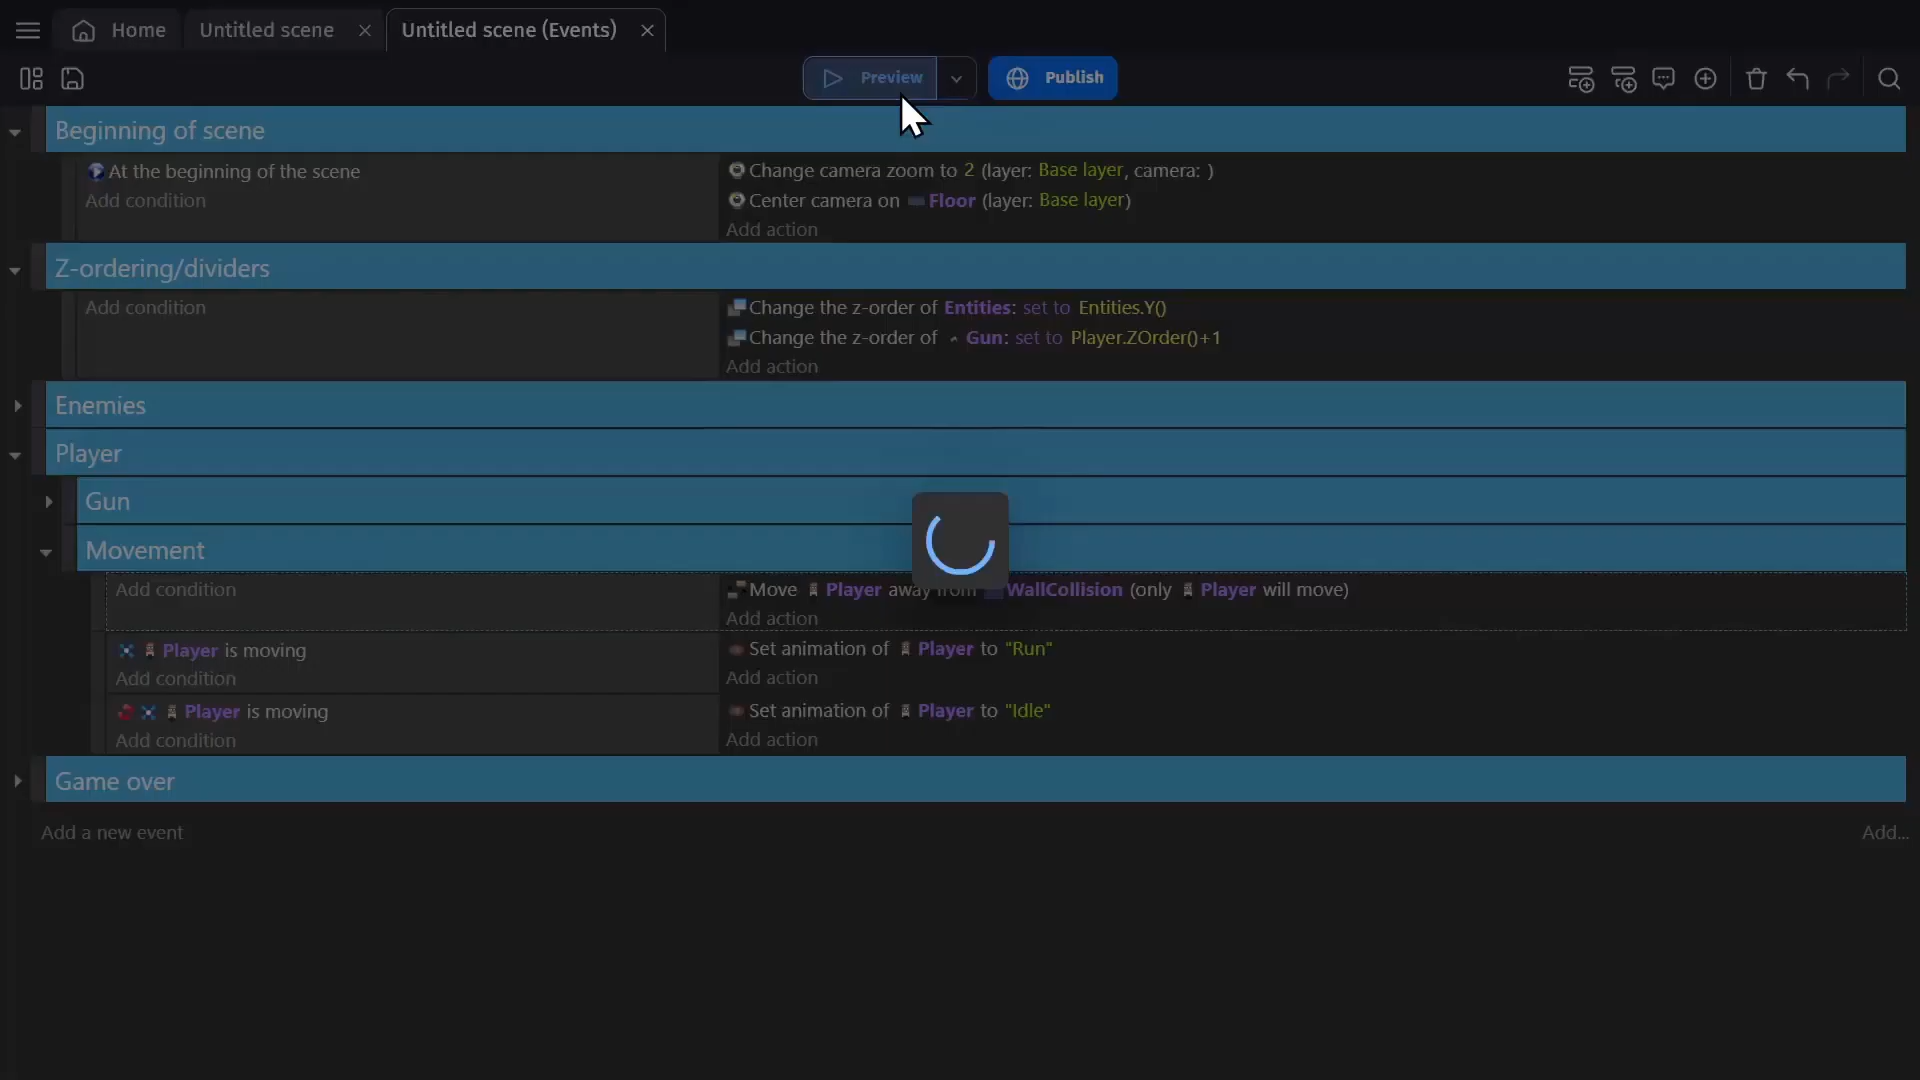 Home
Untitled scene
Untitled scene (Events)
Preview
Publish
Beginning of scene
At the beginning of the scene
Change camera zoom to 2 (layer: Base layer, camera: )
Add condition
Center camera on Floor (layer: Base layer)
Add action
Z-ordering/dividers
Add condition
Change the z-order of Entities: set to Entities.Y()
Change the z-order of Gun: set to Player.ZOrder()+1
Add action
Enemies
Player
Gun
Movement
Add condition
Move Player away from WallCollision (only Player will move)
Add action
Player is moving
Set animation of Player to "Run"
Add condition
Add action
Player is moving
Set animation of Player to "Idle"
Add condition
Add action
Game over
Add a new event
Add...